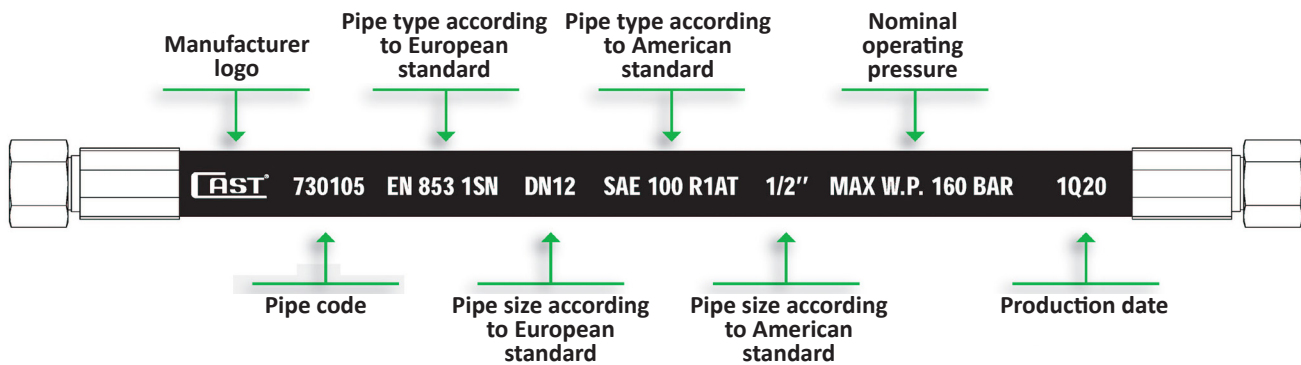 Manufacturer
logo
Pipe type according
to European
standard
Pipe type according
to American
standard
Nominal
operating
pressure
CAST® 730105 EN 853 1SN DN12 SAE 100 R1AT 1/2’’ MAX W.P. 160 BAR 1Q20
Pipe code
Pipe size according
to European
standard
Pipe size according
to American
standard
Production date